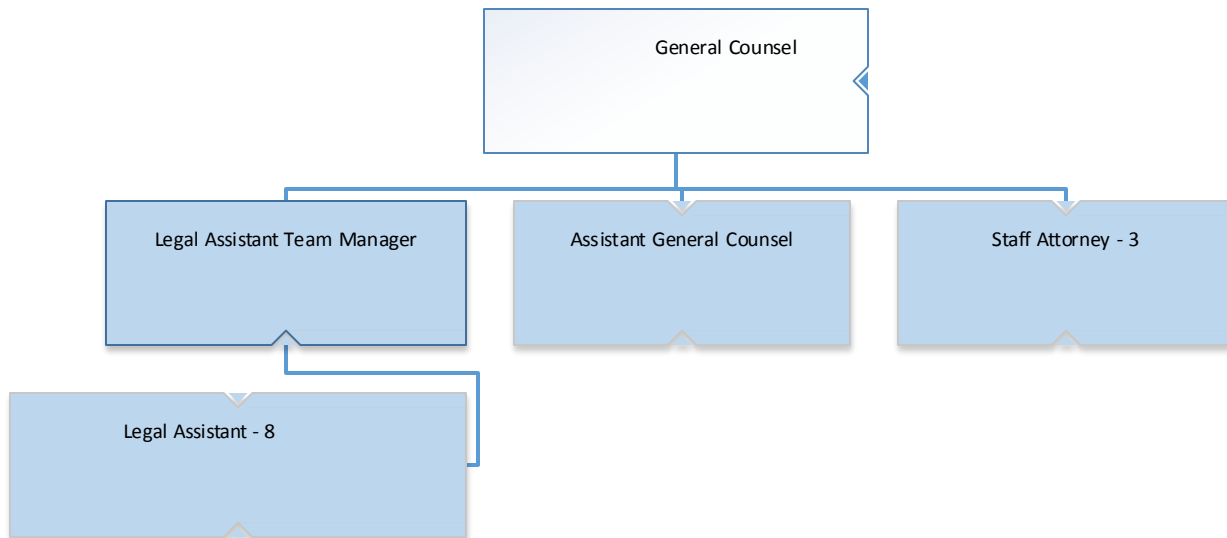 General Counsel
Legal Assistant Team Manager
Assistant General Counsel
Staff Attorney - 3
Legal Assistant - 8